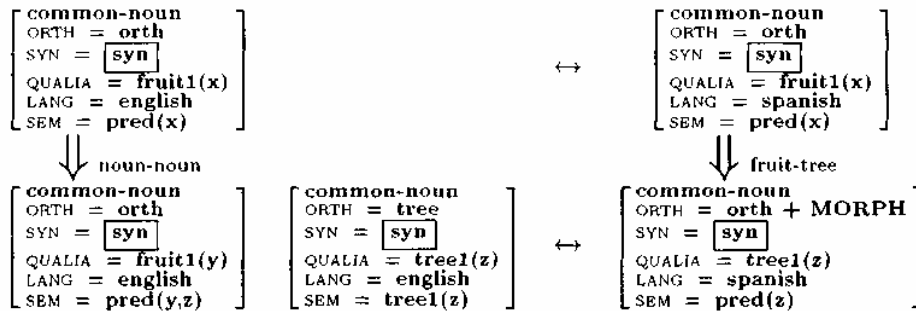 common-noun
ORTH = orth
SYN = syn
QUALIA = fruit1(x)
LANG = english
SEM = pred(x)
↔
common-noun
ORTH = orth
SYN = syn
QUALIA = fruit1(x)
LANG = spanish
SEM = pred(x)
noun-noun
fruit-tree
common-noun
ORTH = orth
SYN = syn
QUALIA = fruit1(y)
LANG = english
SEM = pred(y,z)
common-noun
ORTH = tree
SYN = syn
QUALIA = tree1(z)
LANG = english
SEM = tree1(z)
↔
common-noun
ORTH = orth + MORPH
SYN = syn
QUALIA = tree1(z)
LANG = spanish
SEM = pred(z)